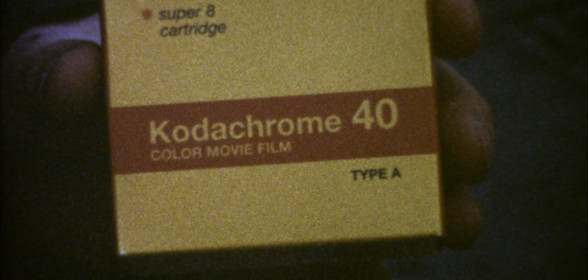 super 8
cartridge
Kodachrome 40
COLOR MOVIE FILM
TYPE A